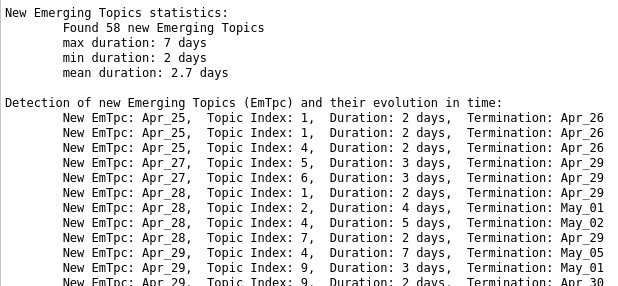 New Emerging Topics statistics:
Found 58 new Emerging Topics
max duration: 7 days
min duration: 2 days
mean duration: 2.7 days
Detection of new Emerging Topics (EmTpc) and their evolution in time:
New EmTpc: Apr_25, Topic Index: 1, Duration: 2 days, Termination: Apr_26
New EmTpc: Apr_25, Topic Index: 1, Duration: 2 days, Termination: Apr_26
New EmTpc: Apr_25, Topic Index: 4, Duration: 2 days, Termination: Apr_26
New EmTpc: Apr_27, Topic Index: 5, Duration: 3 days, Termination: Apr_29
New EmTpc: Apr_27, Topic Index: 6, Duration: 3 days, Termination: Apr_29
New EmTpc: Apr_28, Topic Index: 1, Duration: 2 days, Termination: Apr_29
New EmTpc: Apr_28, Topic Index: 2, Duration: 4 days, Termination: May_01
New EmTpc: Apr_28, Topic Index: 4, Duration: 5 days, Termination: May_02
New EmTpc: Apr_28, Topic Index: 7, Duration: 2 days, Termination: Apr_29
New EmTpc: Apr_29, Topic Index: 4, Duration: 7 days, Termination: May_05
New EmTpc: Apr_29, Topic Index: 9, Duration: 3 days, Termination: May_01
New EmTpc: Apr_29, Topic Index: 9, Duration: 2 days, Termination: Apr_30